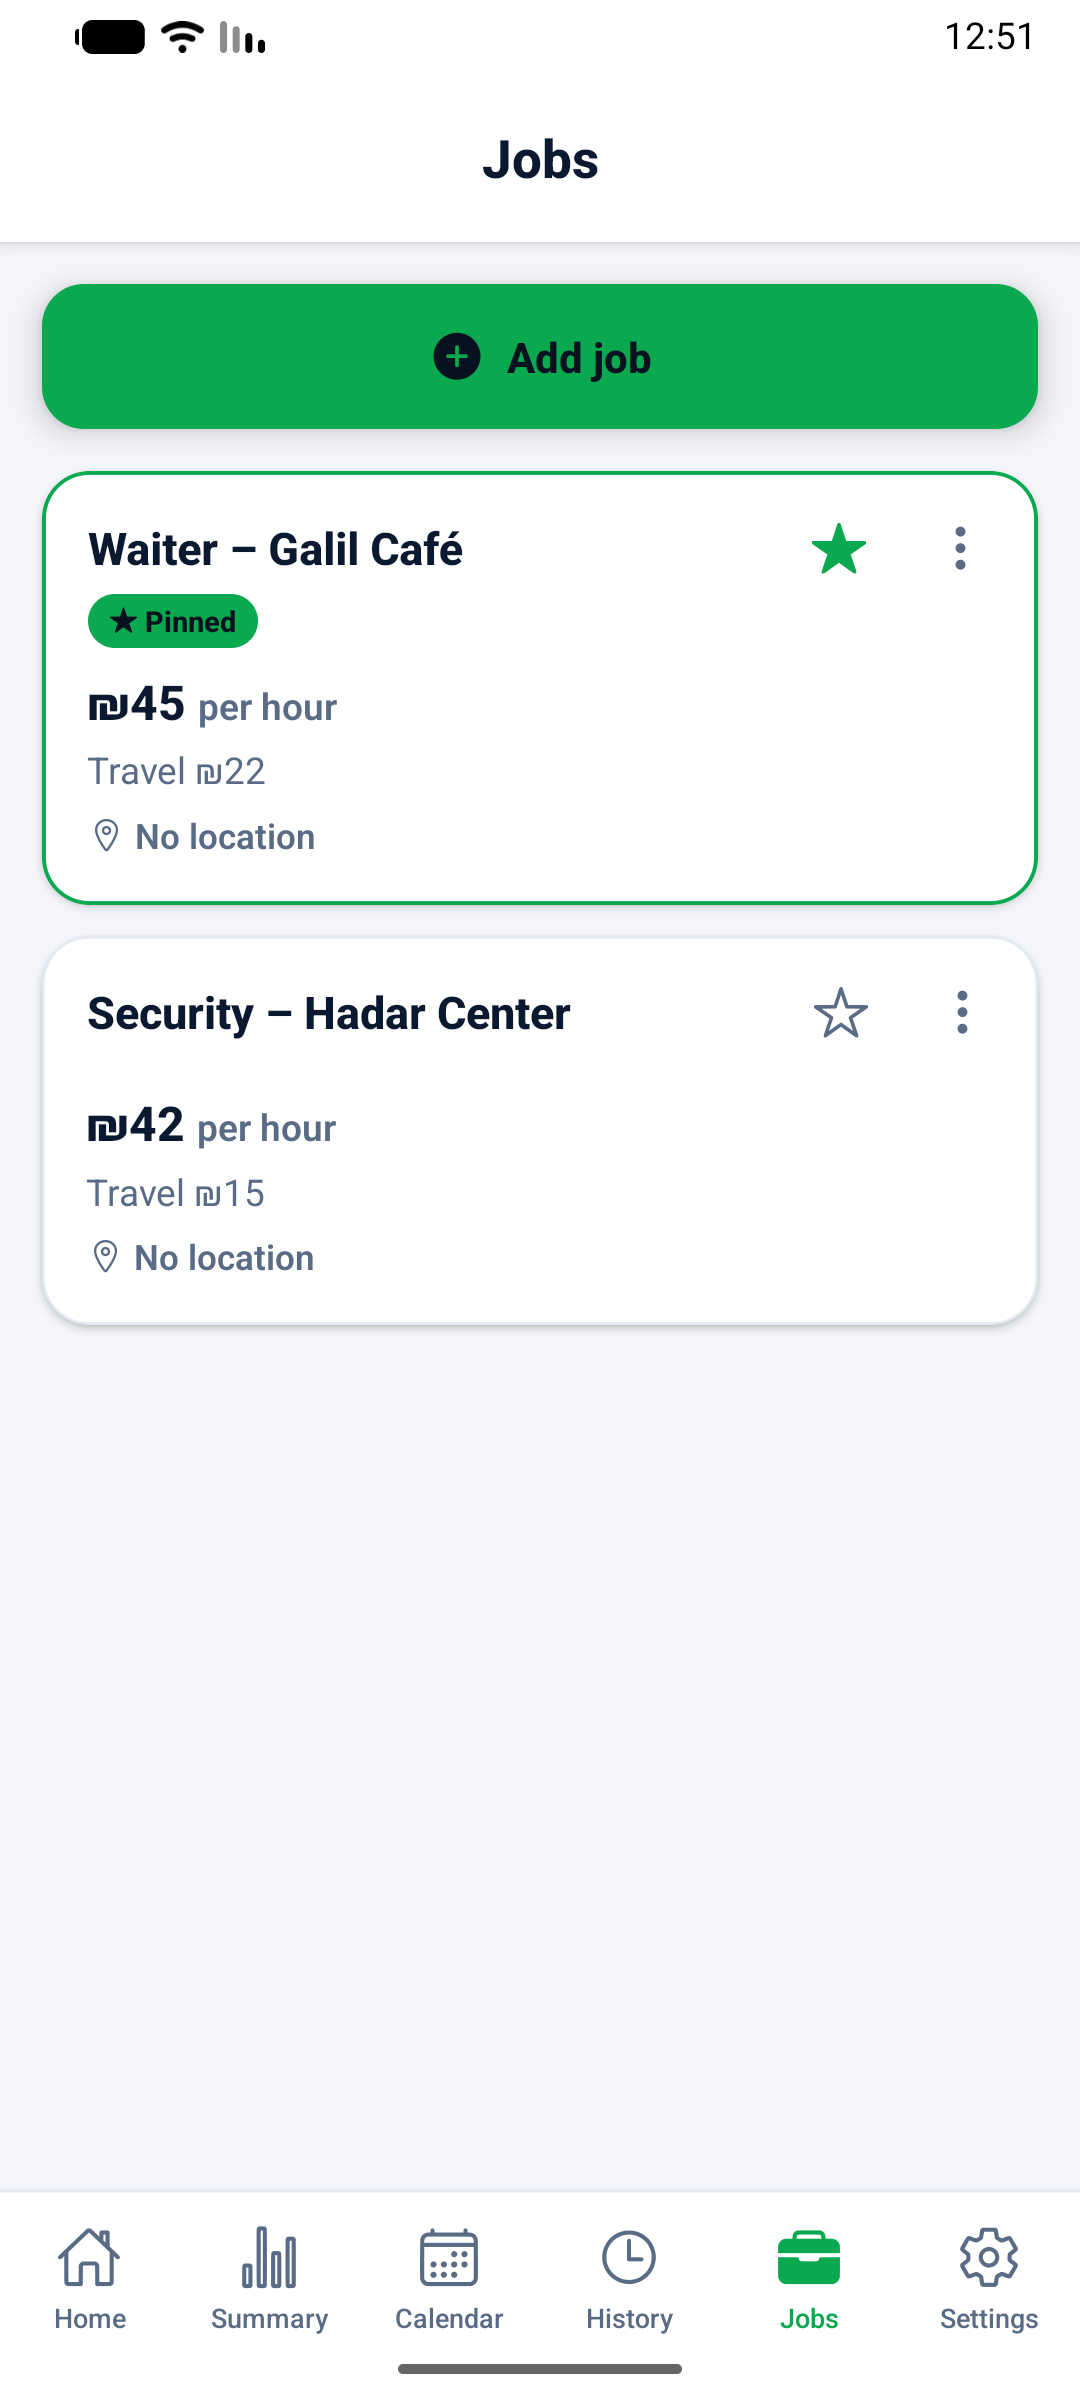 12:51
Jobs
Add job
Waiter – Galil Café
★ Pinned
₪45 per hour
Travel ₪22
No location
Security – Hadar Center
₪42 per hour
Travel ₪15
No location
Home
Summary
Calendar
History
Jobs
Settings